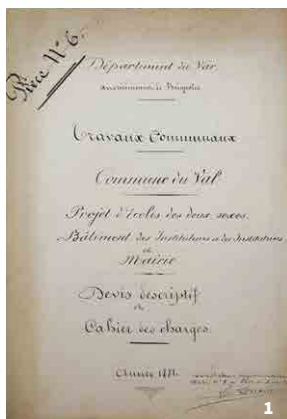 Pièce N° 6.
Département du Var
arrondissement de Brignoles
Travaux Communaux
Commune du Val
Projet d'écoles des deux sexes,
Bâtiment des Instituteurs et des Institutrices
et
Mairie
Devis descriptif
et
Cahier des charges
Année
1